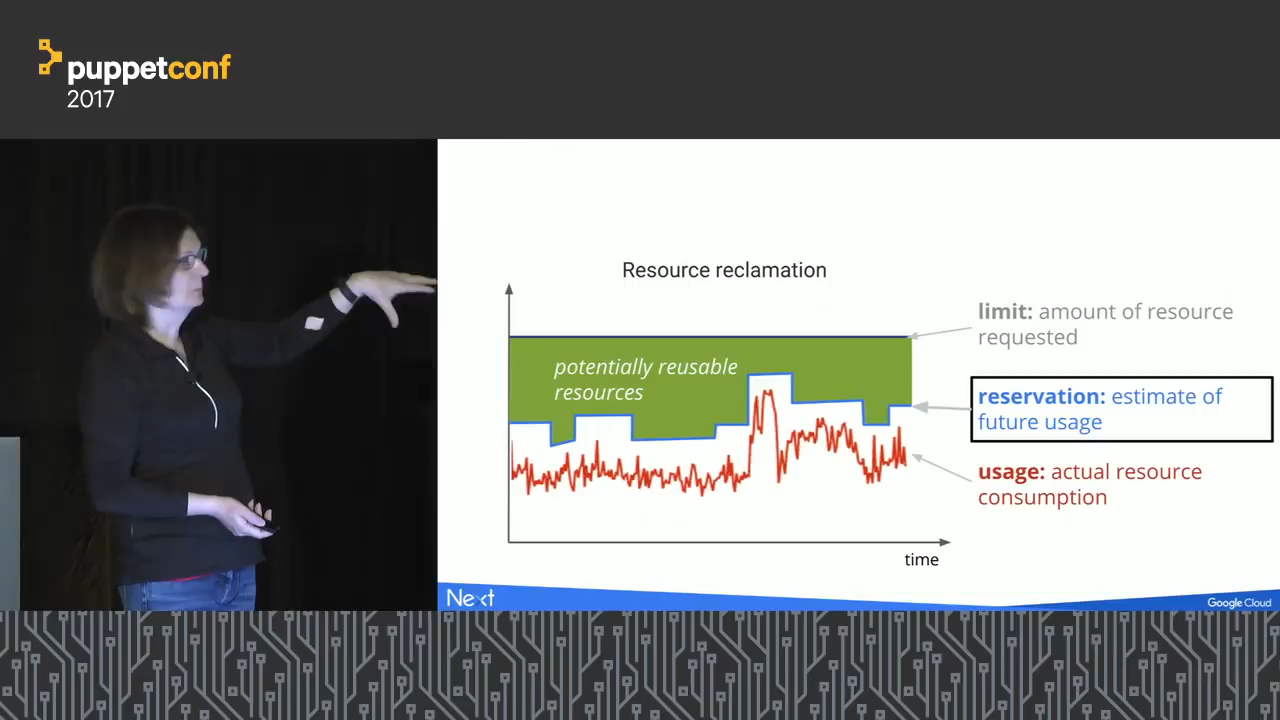 puppetconf
2017
Resource reclamation
limit: amount of resource
requested
potentially reusable
resources
reservation: estimate of
future usage
usage: actual resource
consumption
time
Next
Google Cloud